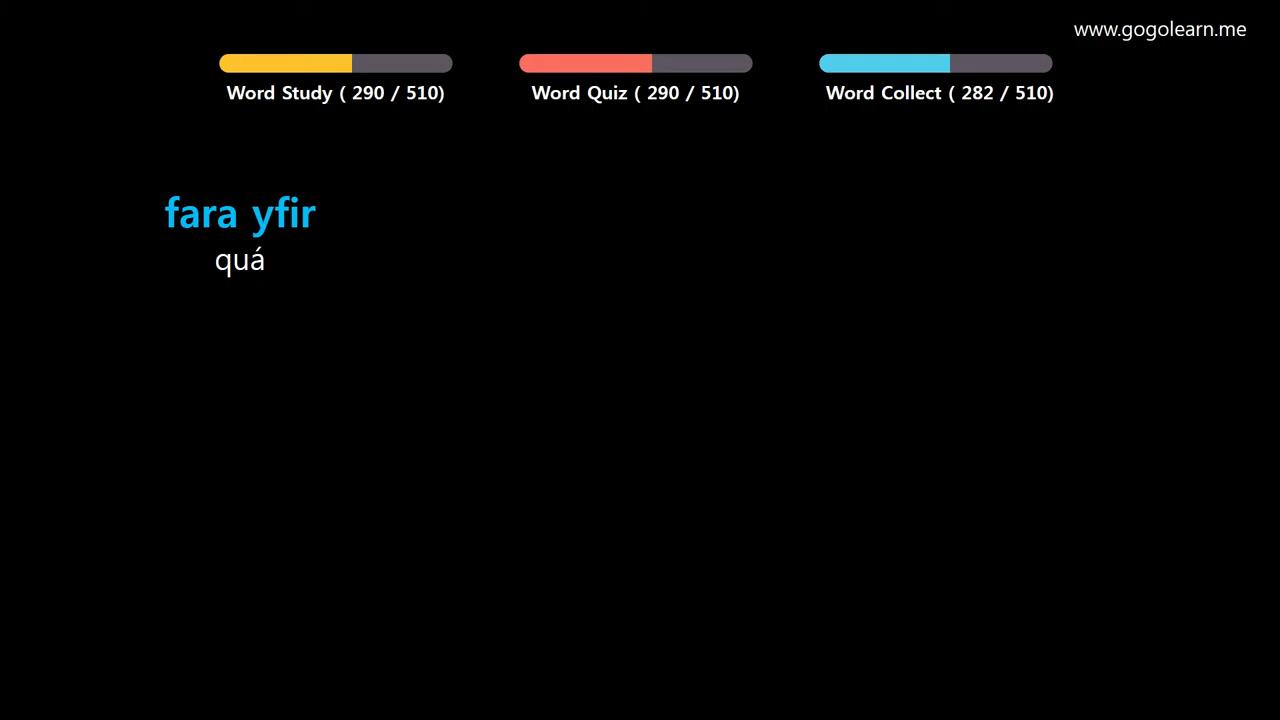 www.gogolearn.me
Word Study ( 290 / 510)
Word Quiz ( 290 / 510)
Word Collect ( 282 / 510)
fara yfir
quá